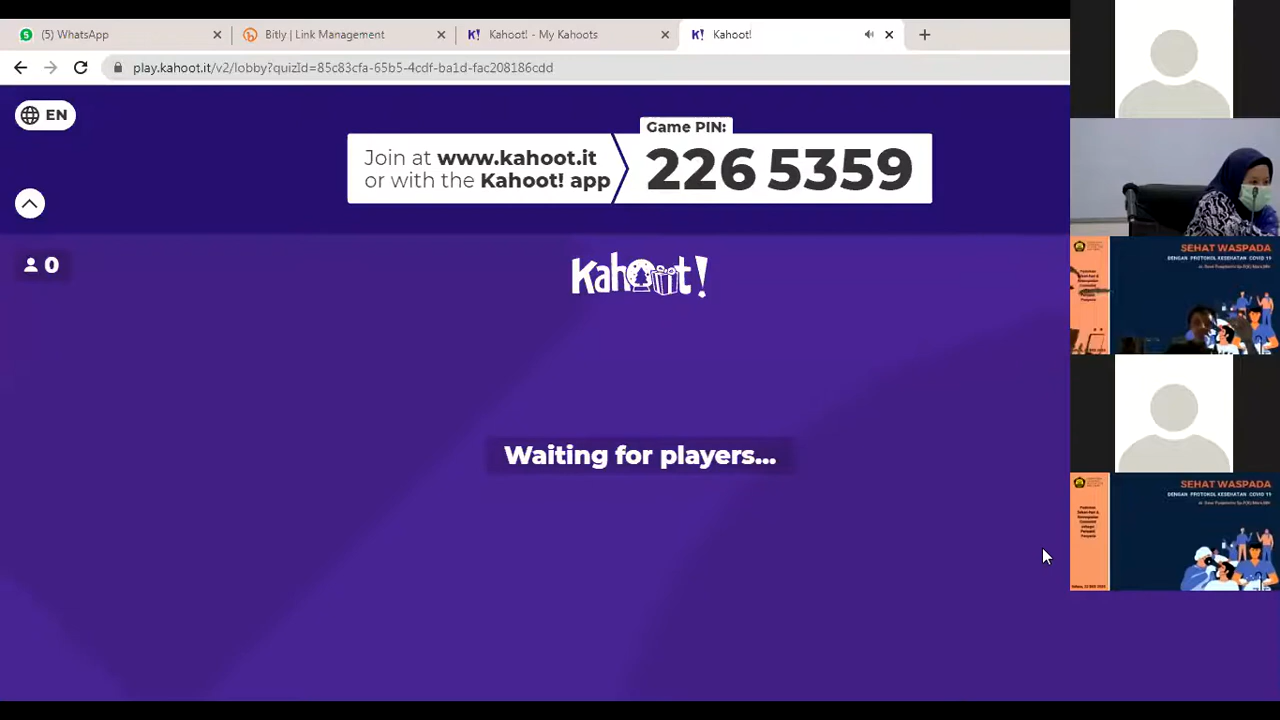 (5) WhatsApp
Bitly | Link Management
Kahoot! - My Kahoots
Kahoot!
play.kahoot.it/v2/lobby?quizId=85c83cfa-65b5-4cdf-ba1d-fac208186cdd
EN
Join at www.kahoot.it
or with the Kahoot! app
Game PIN:
226 5359
0
Kahoot!
Waiting for players...
SEHAT WASPADA
DENGAN PROTOKOL KESEHATAN COVID 19
SEHAT WASPADA
DENGAN PROTOKOL KESEHATAN COVID 19